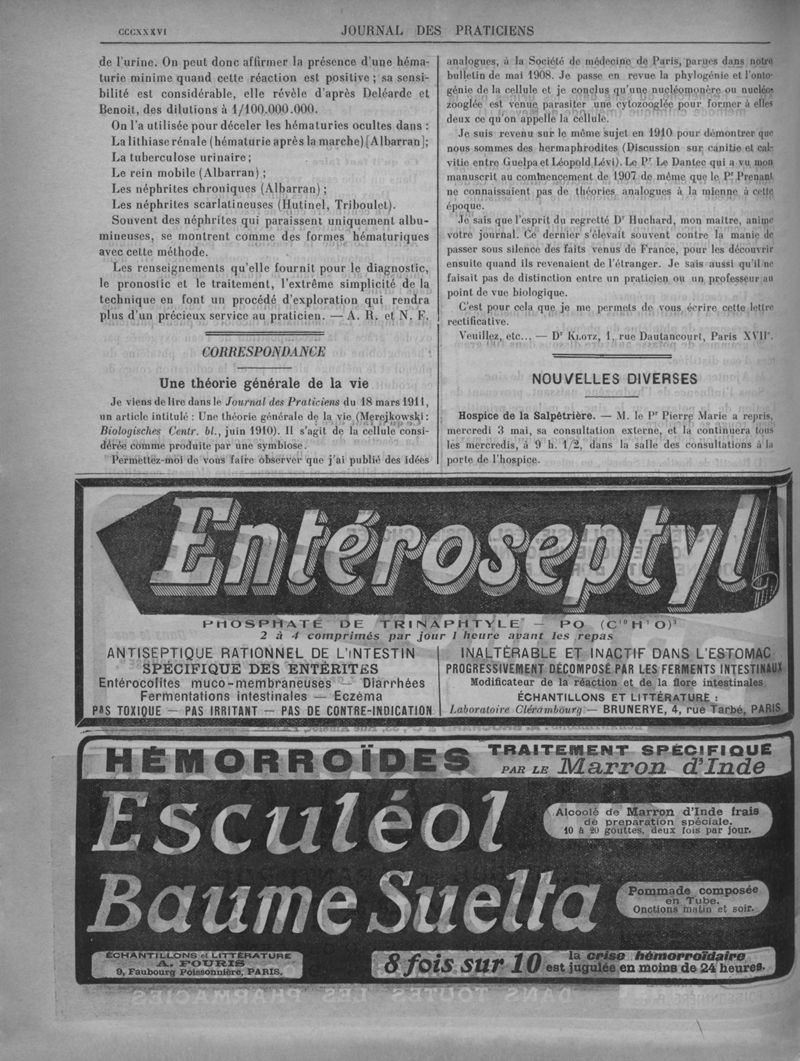 CCCXXXVI
JOURNAL DES PRATICIENS
de l'urine. On peut donc affirmer la présence d'une héma-
turie minime quand cette réaction est positive ; sa sensi-
bilité est considérable, elle révèle d'après Deléarde et
Benoit, des dilutions à 1/100.000.000.
On l'a utilisée pour déceler les hématuries ocultes dans :
La lithiase rénale (hématurie après la marche) [Albarran];
La tuberculose urinaire ;
Le rein mobile (Albarran) ;
Les néphrites chroniques (Albarran) ;
Les néphrites scarlatineuses (Hutinel, Triboulet).
Souvent des néphrites qui paraissent uniquement albu-
mineuses, se montrent comme des formes hématuriques
avec cette méthode.
Les renseignements qu'elle fournit pour le diagnostic,
le pronostic et le traitement, l'extrême simplicité de la
technique en font un procédé d'exploration qui rendra
plus d'un précieux service au praticien. — A. R. et N. F.
CORRESPONDANCE
Une théorie générale de la vie
Je viens de lire dans le Journal des Praticiens du 18 mars 1911,
un article intitulé : Une théorie générale de la vie (Merejkowski :
Biologisches Centr. bl., juin 1910). Il s'agit de la cellule consi-
dérée comme produite par une symbiose.
Permettez-moi de vous faire observer que j'ai publié des idées
analogues, à la Société de médecine de Paris, parues dans notre
bulletin de mai 1908. Je passe en revue la phylogénie et l'onto-
génie de la cellule et je conclus qu'une nucléomonère ou nucléo-
zooglée est venue parasiter une cytozooglée pour former à elles
deux ce qu'on appelle la cellule.
Je suis revenu sur le même sujet en 1910 pour démontrer que
nous sommes des hermaphrodites (Discussion sur canitie et cal-
vitie entre Guelpa et Léopold Lévi). Le Pr Le Dantec qui a vu mon
manuscrit au commencement de 1907 de même que le Pr Prenant
ne connaissaient pas de théories analogues à la mienne à cette
époque.
Je sais que l'esprit du regretté Dr Huchard, mon maître, anime
votre journal. Ce dernier s'élevait souvent contre la manie de
passer sous silence des faits venus de France, pour les découvrir
ensuite quand ils revenaient de l'étranger. Je sais aussi qu'il ne
faisait pas de distinction entre un praticien ou un professeur au
point de vue biologique.
C'est pour cela que je me permets de vous écrire cette lettre
rectificative.
Veuillez, etc... — Dr KLOTZ, 1, rue Dautancourt, Paris XVIIe.
NOUVELLES DIVERSES
Hospice de la Salpêtrière. — M. le Pr Pierre Marie a repris,
mercredi 3 mai, sa consultation externe, et la continuera tous
les mercredis, à 9 h. 1/2, dans la salle des consultations à la
porte de l'hospice.
Entéroseptyl
PHOSPHATE DE TRINAPHTYLE — PO (C¹⁰ H⁷ O)³
2 à 4 comprimés par jour 1 heure avant les repas
ANTISEPTIQUE RATIONNEL DE L'INTESTIN
SPÉCIFIQUE DES ENTÉRITES
Entérocolites muco-membraneuses — Diarrhées
Fermentations intestinales — Eczéma
PAS TOXIQUE — PAS IRRITANT — PAS DE CONTRE-INDICATION
INALTÉRABLE ET INACTIF DANS L'ESTOMAC
PROGRESSIVEMENT DÉCOMPOSÉ PAR LES FERMENTS INTESTINAUX
Modificateur de la réaction et de la flore intestinales
ÉCHANTILLONS ET LITTÉRATURE :
Laboratoire Clérambourg — BRUNERYE, 4, rue Tarbé, PARIS
HÉMORROÏDES
TRAITEMENT SPÉCIFIQUE
PAR LE Marron d'Inde
Esculéol
Alcoolé de Marron d'Inde frais
de préparation spéciale.
10 à 20 gouttes, deux fois par jour.
Baume Suelta
Pommade composée
en Tube.
Onctions matin et soir.
ÉCHANTILLONS et LITTÉRATURE
A. FOURIS
9, Faubourg Poissonnière, PARIS.
8 fois sur 10
la crise hémorroïdaire
est jugulée en moins de 24 heures.